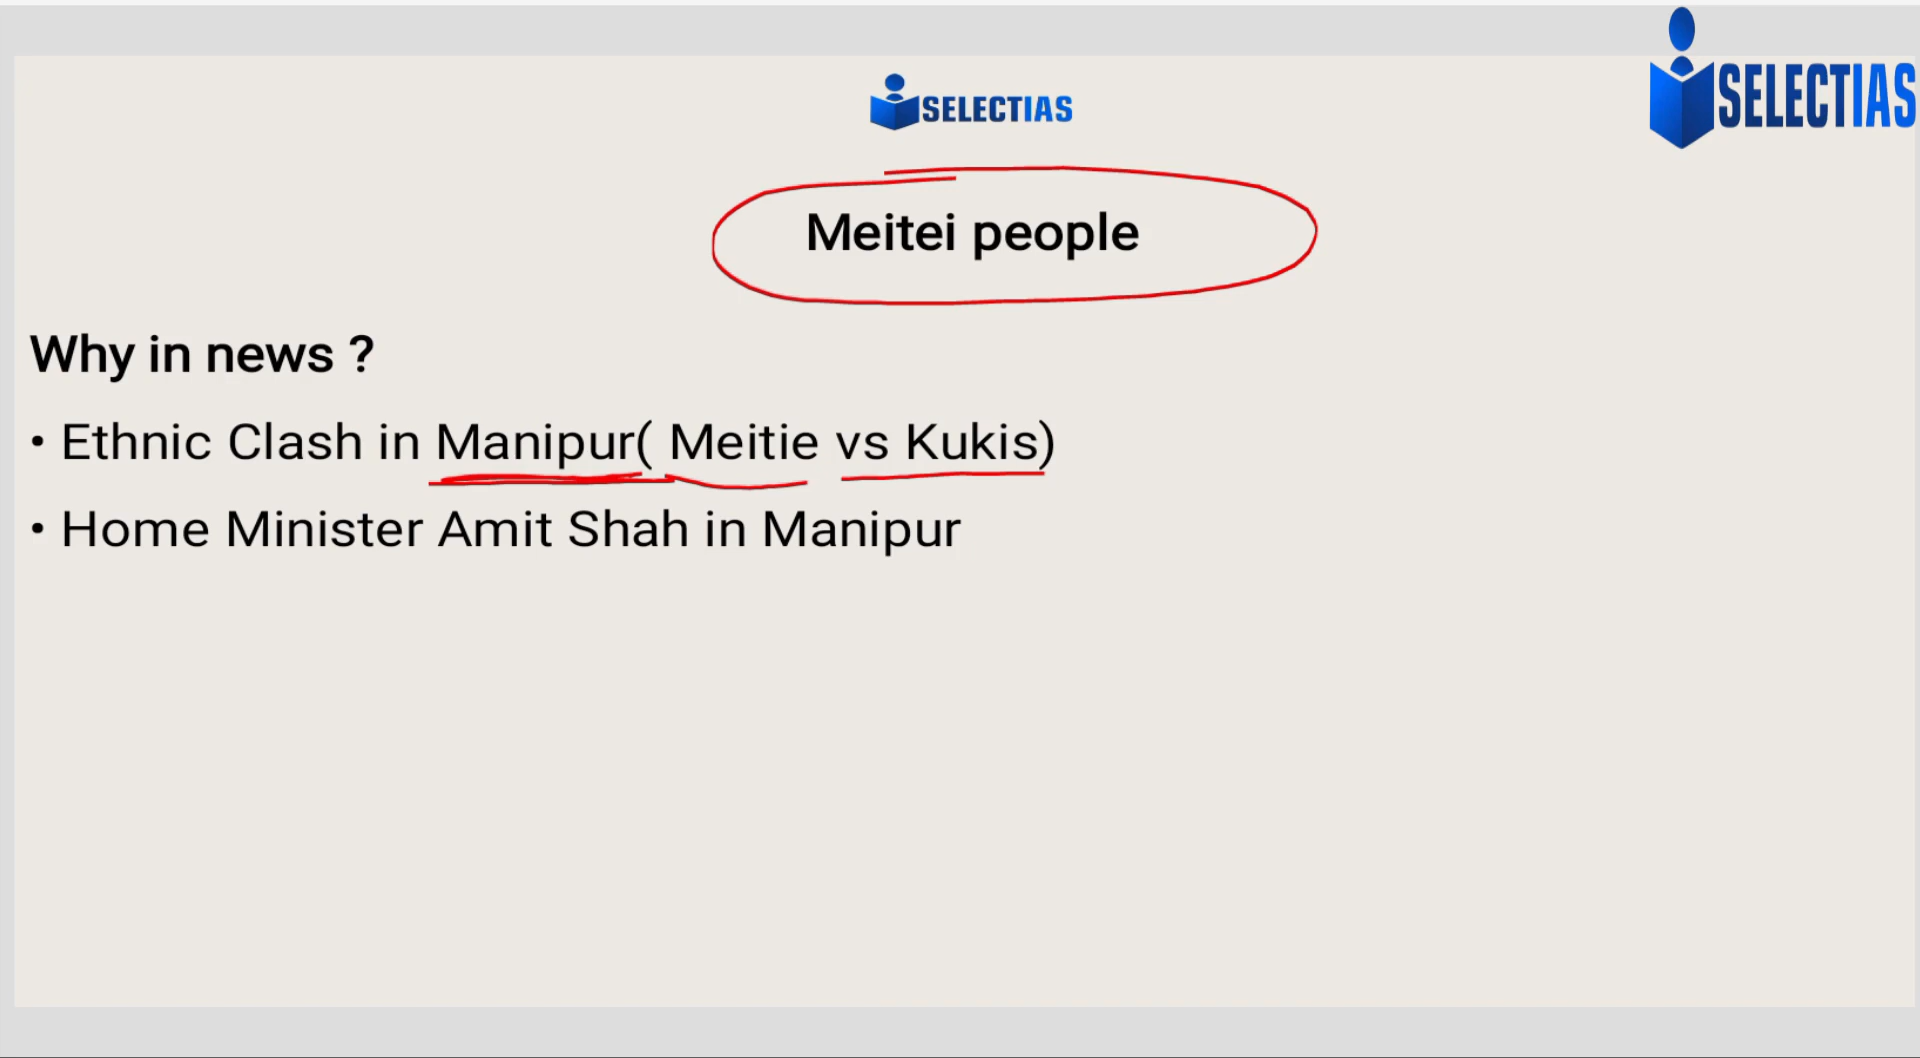 SELECTIAS
SELECTIAS
Meitei people
Why in news ?
• Ethnic Clash in Manipur( Meitie vs Kukis)
• Home Minister Amit Shah in Manipur